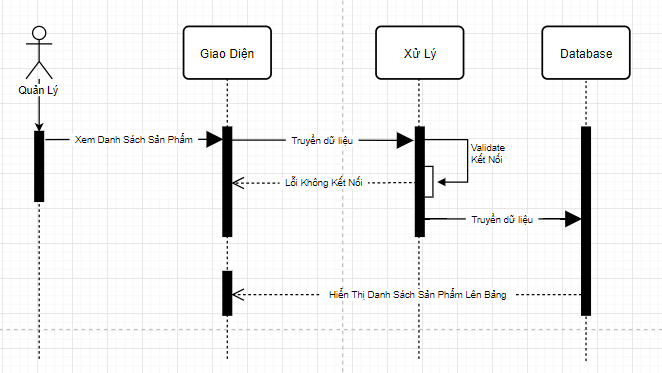 Giao Diện
Xử Lý
Database
Quản Lý
Xem Danh Sách Sản Phẩm
Truyền dữ liệu
Validate
Kết Nối
Lỗi Không Kết Nối
Truyền dữ liệu
Hiển Thị Danh Sách Sản Phẩm Lên Bảng